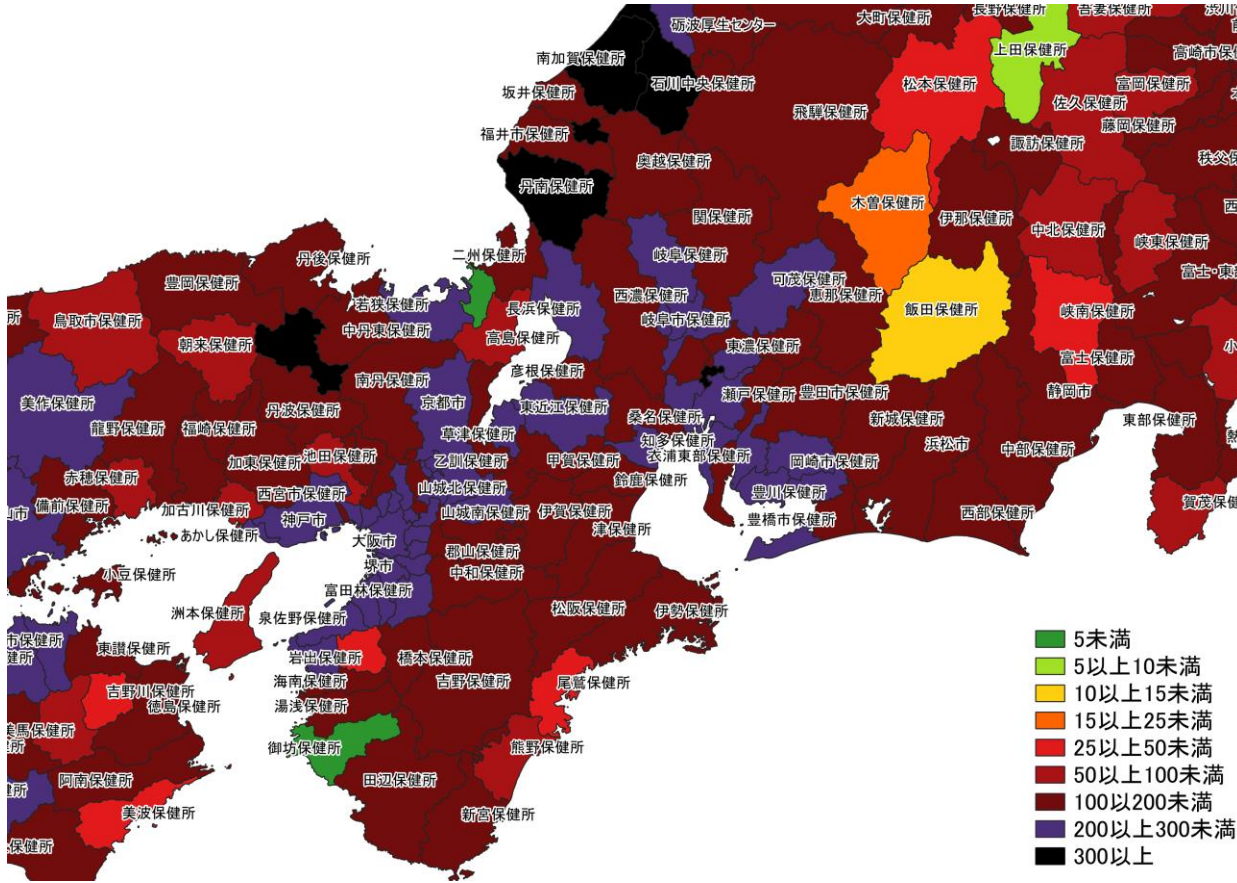 砺波厚生センター
大町保健所
長野保健所
吾妻保健所
渋川
南加賀保健所
上田保健所
高崎市保健
石川中央保健所
松本保健所
富岡保健所
坂井保健所
佐久保健所
飛騨保健所
藤岡保健所
福井市保健所
諏訪保健所
奥越保健所
秩父保
丹南保健所
木曽保健所
関保健所
伊那保健所
中北保健所
西
峡東保健所
二州保健所
岐阜保健所
丹後保健所
富士・東部
豊岡保健所
可茂保健所
西濃保健所
恵那保健所
若狭保健所
長浜保健所
飯田保健所
峡南保健所
所
鳥取市保健所
中丹東保健所
岐阜市保健所
高島保健所
朝来保健所
東濃保健所
小
富士保健所
彦根保健所
南丹保健所
瀬戸保健所
豊田市保健所
静岡市
美作保健所
京都市
東近江保健所
丹波保健所
桑名保健所
新城保健所
東部保健所
龍野保健所
福崎保健所
草津保健所
知多保健所
浜松市
中部保健所
熱
池田保健所
乙訓保健所
衣浦東部保健所
加東保健所
甲賀保健所
岡崎市保健所
赤穂保健所
鈴鹿保健所
西宮市保健所
山城北保健所
豊川保健所
賀茂保健
備前保健所
加古川保健所
山城南保健所
伊賀保健所
西部保健所
山市
神戸市
豊橋市保健所
あかし保健所
津保健所
大阪市
郡山保健所
堺市
中和保健所
小豆保健所
富田林保健所
松阪保健所
洲本保健所
泉佐野保健所
伊勢保健所
市保健所
東讃保健所
健所
岩出保健所
橋本保健所
海南保健所
吉野保健所
尾鷲保健所
吉野川保健所
徳島保健所
湯浅保健所
美馬保健所
健所
御坊保健所
熊野保健所
阿南保健所
田辺保健所
健所
美波保健所
新宮保健所
保健所
5未満
5以上10未満
10以上15未満
15以上25未満
25以上50未満
50以上100未満
100以200未満
200以上300未満
300以上